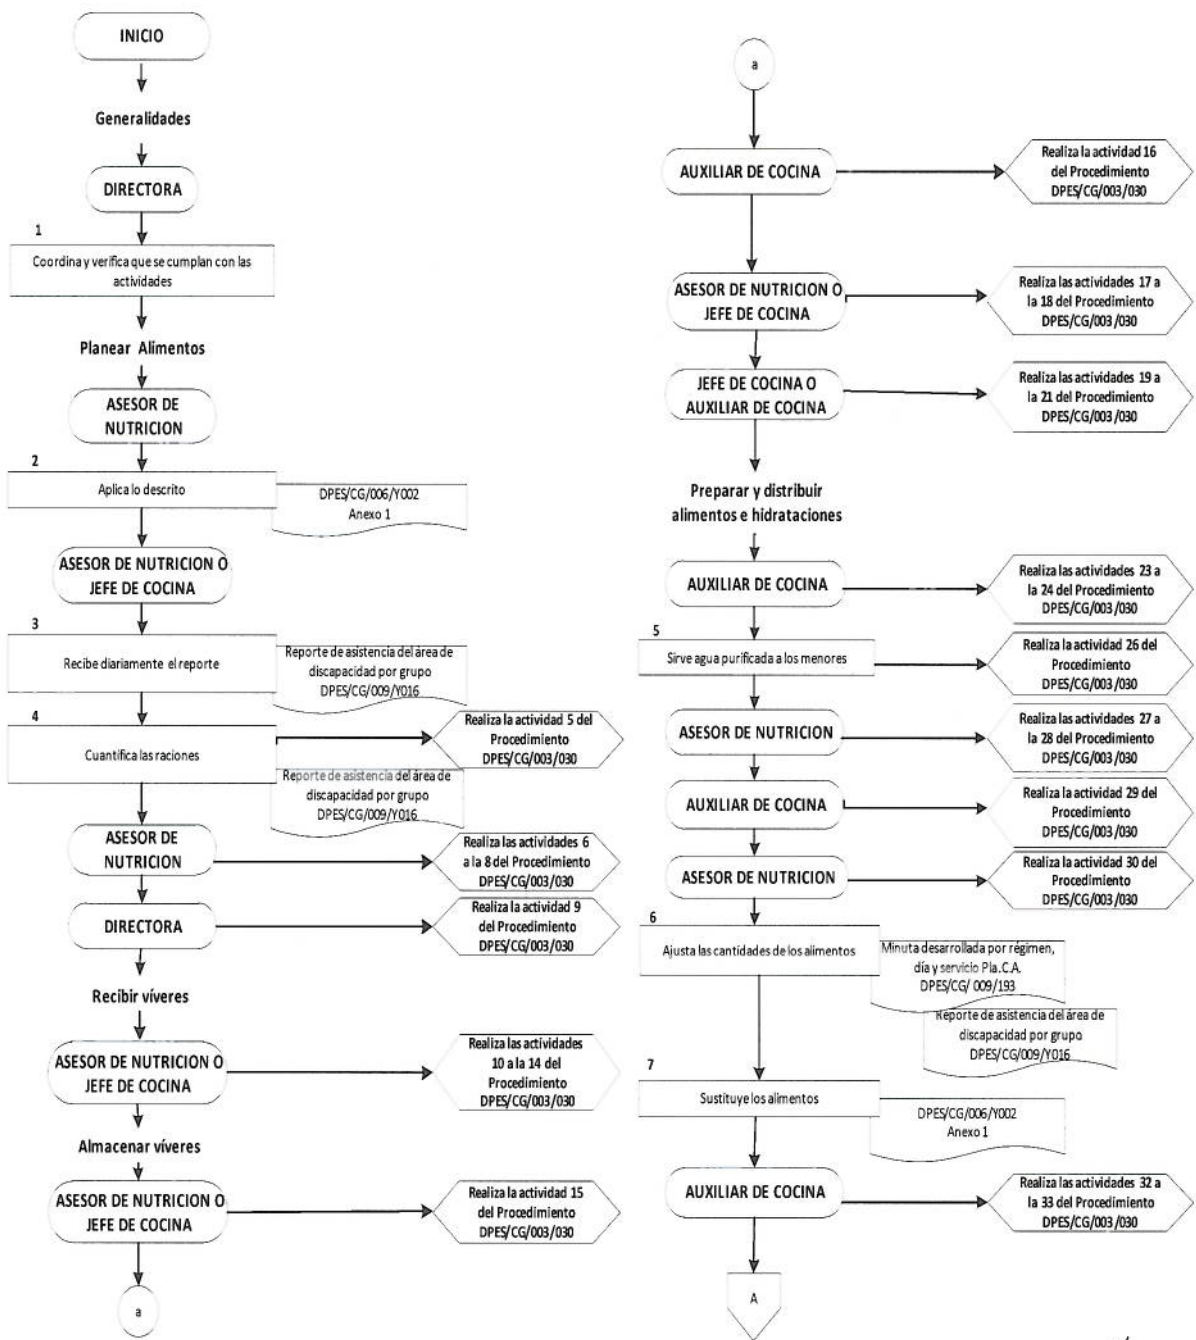 INICIO
Generalidades
DIRECTORA
1
Coordina y verifica que se cumplan con las
actividades
Planear Alimentos
ASESOR DE
NUTRICION
2
Aplica lo descrito
DPES/CG/006/Y002
Anexo 1
ASESOR DE NUTRICION O
JEFE DE COCINA
3
Recibe diariamente el reporte
Reporte de asistencia del área de
discapacidad por grupo
DPES/CG/009/Y016
4
Cuantifica las raciones
Realiza la actividad 5 del
Procedimiento
DPES/CG/003/030
Reporte de asistencia del área de
discapacidad por grupo
DPES/CG/009/Y016
ASESOR DE
NUTRICION
Realiza las actividades 6
a la 8 del Procedimiento
DPES/CG/003/030
DIRECTORA
Realiza la actividad 9
del Procedimiento
DPES/CG/003/030
Recibir víveres
ASESOR DE NUTRICION O
JEFE DE COCINA
Realiza las actividades
10 a la 14 del
Procedimiento
DPES/CG/003/030
Almacenar víveres
ASESOR DE NUTRICION O
JEFE DE COCINA
Realiza la actividad 15
del Procedimiento
DPES/CG/003/030
a
a
AUXILIAR DE COCINA
Realiza la actividad 16
del Procedimiento
DPES/CG/003/030
ASESOR DE NUTRICION O
JEFE DE COCINA
Realiza las actividades 17 a
la 18 del Procedimiento
DPES/CG/003/030
JEFE DE COCINA O
AUXILIAR DE COCINA
Realiza las actividades 19 a
la 21 del Procedimiento
DPES/CG/003/030
Preparar y distribuir
alimentos e hidrataciones
AUXILIAR DE COCINA
Realiza las actividades 23 a
la 24 del Procedimiento
DPES/CG/003/030
5
Sirve agua purificada a los menores
Realiza la actividad 26 del
Procedimiento
DPES/CG/003/030
ASESOR DE NUTRICION
Realiza las actividades 27 a
la 28 del Procedimiento
DPES/CG/003/030
AUXILIAR DE COCINA
Realiza la actividad 29 del
Procedimiento
DPES/CG/003/030
ASESOR DE NUTRICION
Realiza la actividad 30 del
Procedimiento
DPES/CG/003/030
6
Ajusta las cantidades de los alimentos
Minuta desarrollada por régimen,
día y servicio Pla.C.A.
DPES/CG/ 009/193
Reporte de asistencia del área de
discapacidad por grupo
DPES/CG/009/Y016
7
Sustituye los alimentos
DPES/CG/006/Y002
Anexo 1
AUXILIAR DE COCINA
Realiza las actividades 32 a
la 33 del Procedimiento
DPES/CG/003/030
A